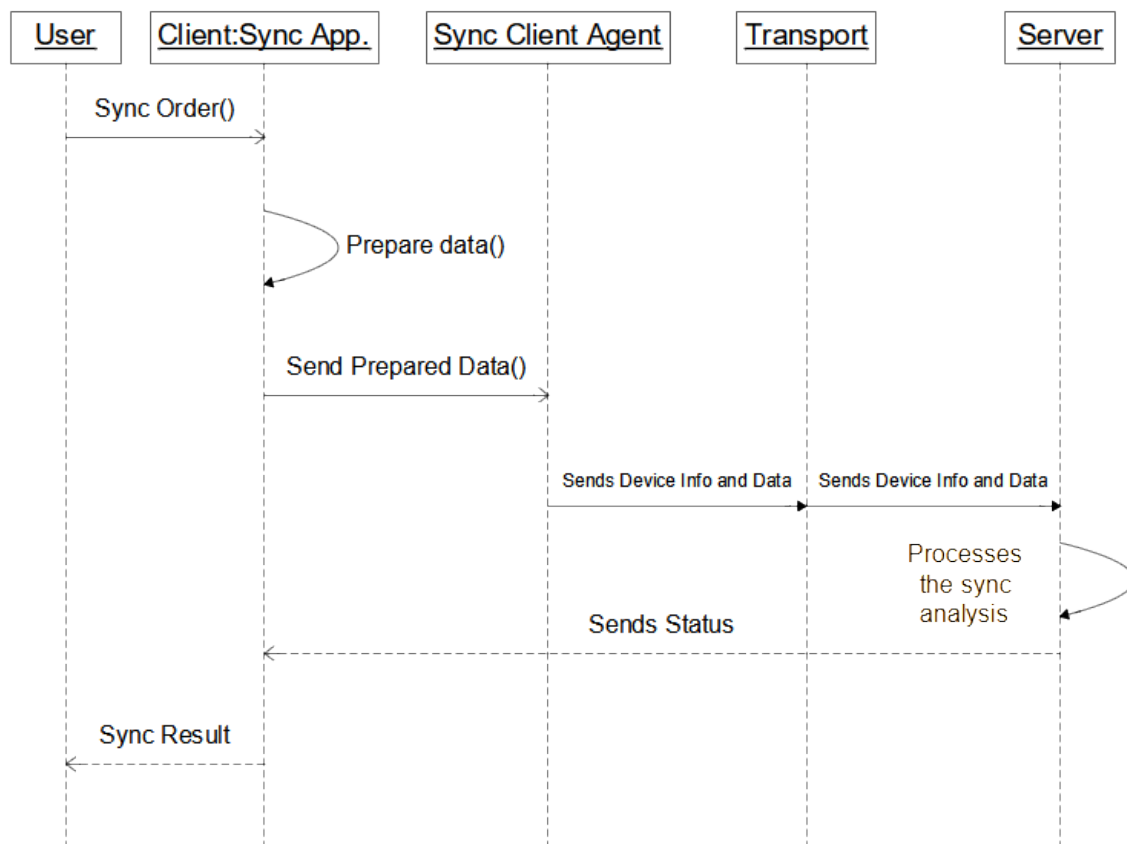 User
Client:Sync App.
Sync Client Agent
Transport
Server
Sync Order()
Prepare data()
Send Prepared Data()
Sends Device Info and Data
Sends Device Info and Data
Processes
the sync
analysis
Sends Status
Sync Result